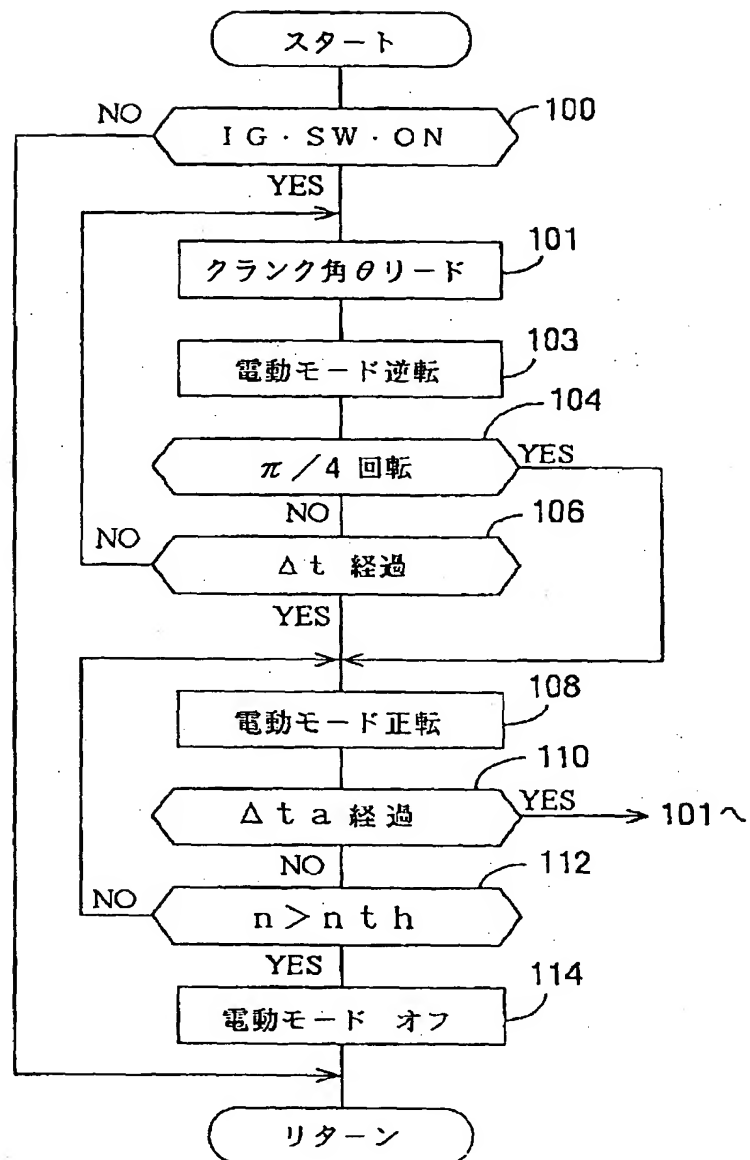 スタート
NO
100
IG・SW・ON
YES
101
クランク角θリード
103
電動モード逆転
104
π/4 回転
YES
NO
106
NO
Δt 経過
YES
108
電動モード正転
110
Δta経過
YES
101へ
NO
112
NO
n>nth
YES
114
電動モード オフ
リターン